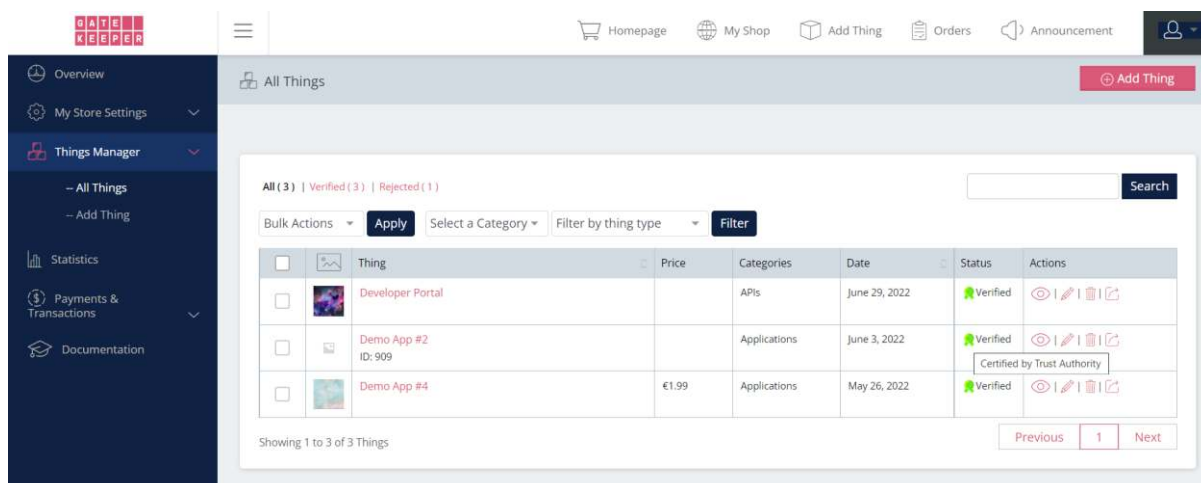 GATE
KEEPER
Homepage
My Shop
Add Thing
Orders
Announcement
Overview
My Store Settings
Things Manager
-- All Things
-- Add Thing
Statistics
Payments &
Transactions
Documentation
All Things
Add Thing
All ( 3 ) | Verified ( 3 ) | Rejected ( 1 )
Search
Bulk Actions Apply Select a Category Filter by thing type Filter
Thing Price Categories Date Status Actions
Developer Portal APIs June 29, 2022 Verified
Demo App #2 Applications June 3, 2022 Verified
ID: 909
Certified by Trust Authority
Demo App #4 €1.99 Applications May 26, 2022 Verified
Showing 1 to 3 of 3 Things
Previous 1 Next